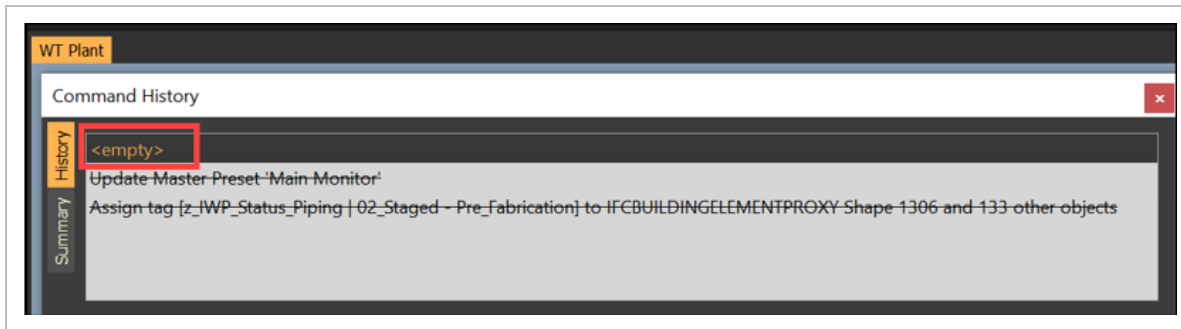 WT Plant
Command History
×
History
Summary
<empty>
Update Master Preset 'Main Monitor'
Assign tag [z_IWP_Status_Piping | 02_Staged - Pre_Fabrication] to IFCBUILDINGELEMENTPROXY Shape 1306 and 133 other objects